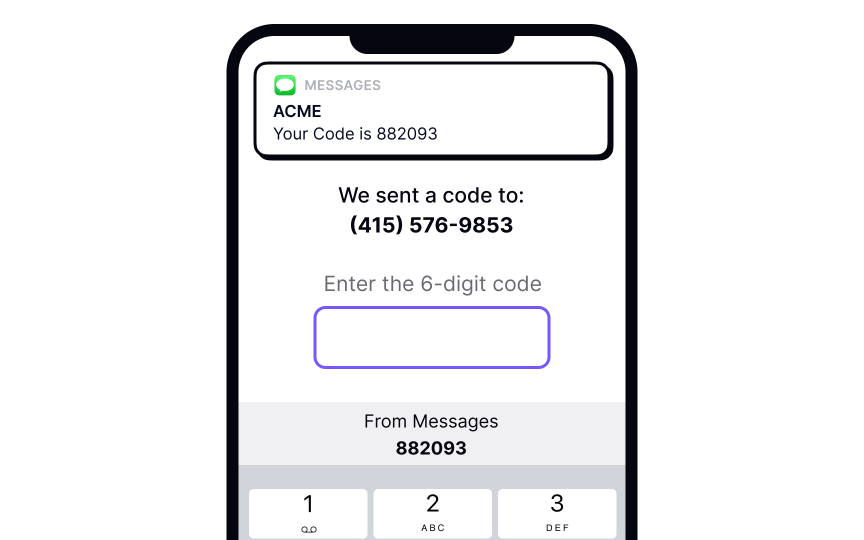 MESSAGES
ACME
Your Code is 882093
We sent a code to:
(415) 576-9853
Enter the 6-digit code
From Messages
882093
1 2 3
ABC DEF